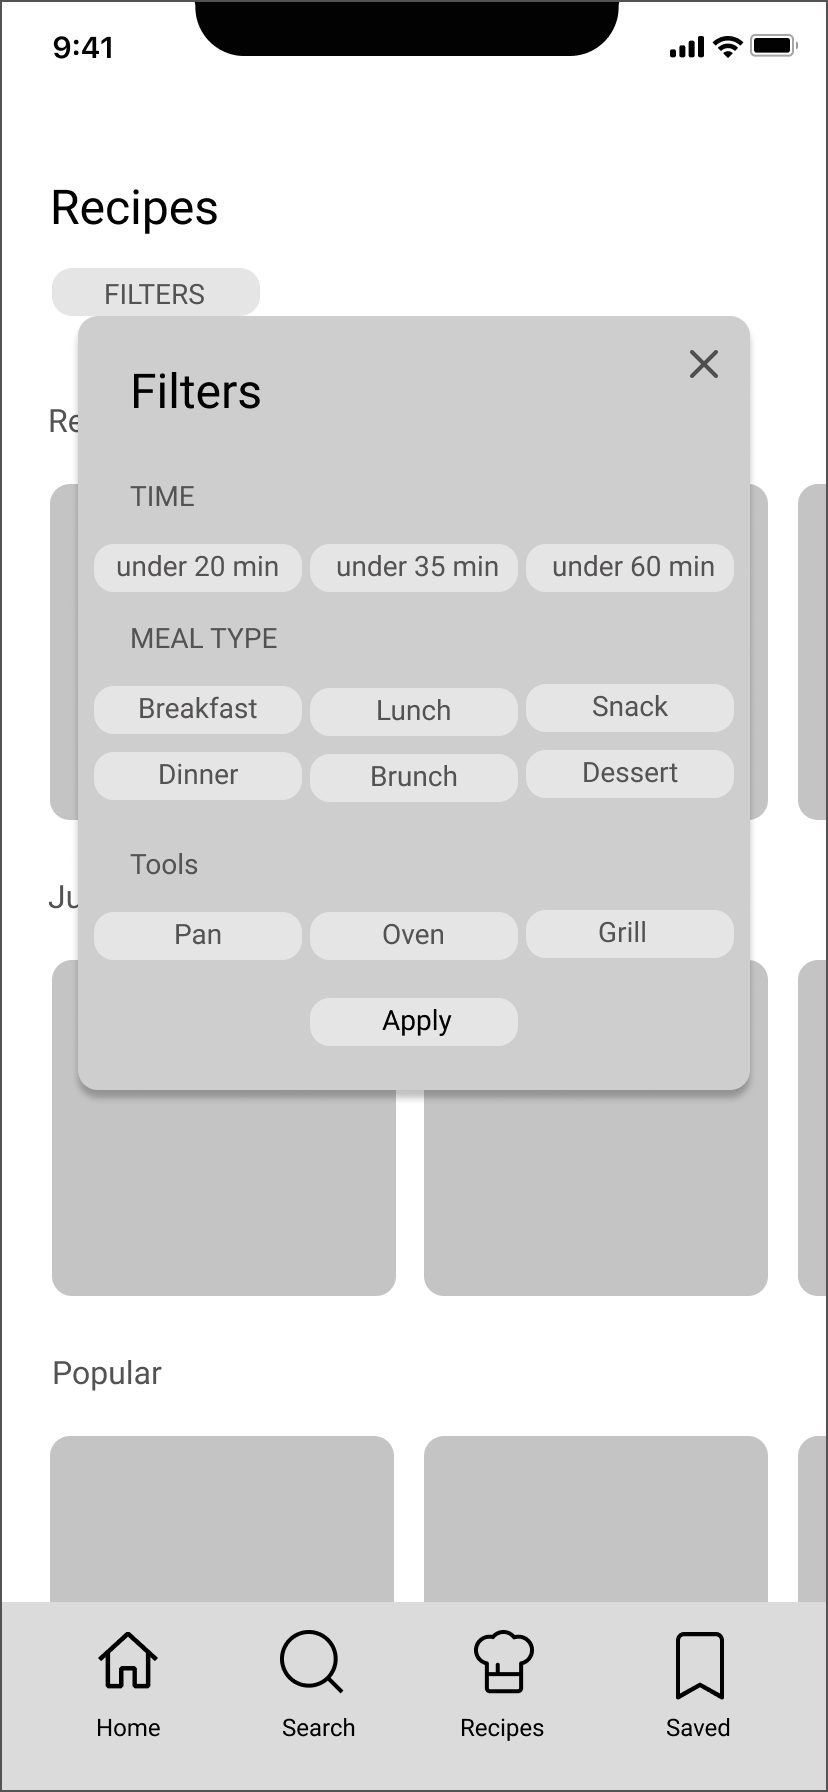 9:41
Recipes
FILTERS
Filters
Re
TIME
under 20 min under 35 min under 60 min
MEAL TYPE
Breakfast Lunch Snack
Dinner Brunch Dessert
Tools
Ju
Pan Oven Grill
Apply
Popular
Home Search Recipes Saved